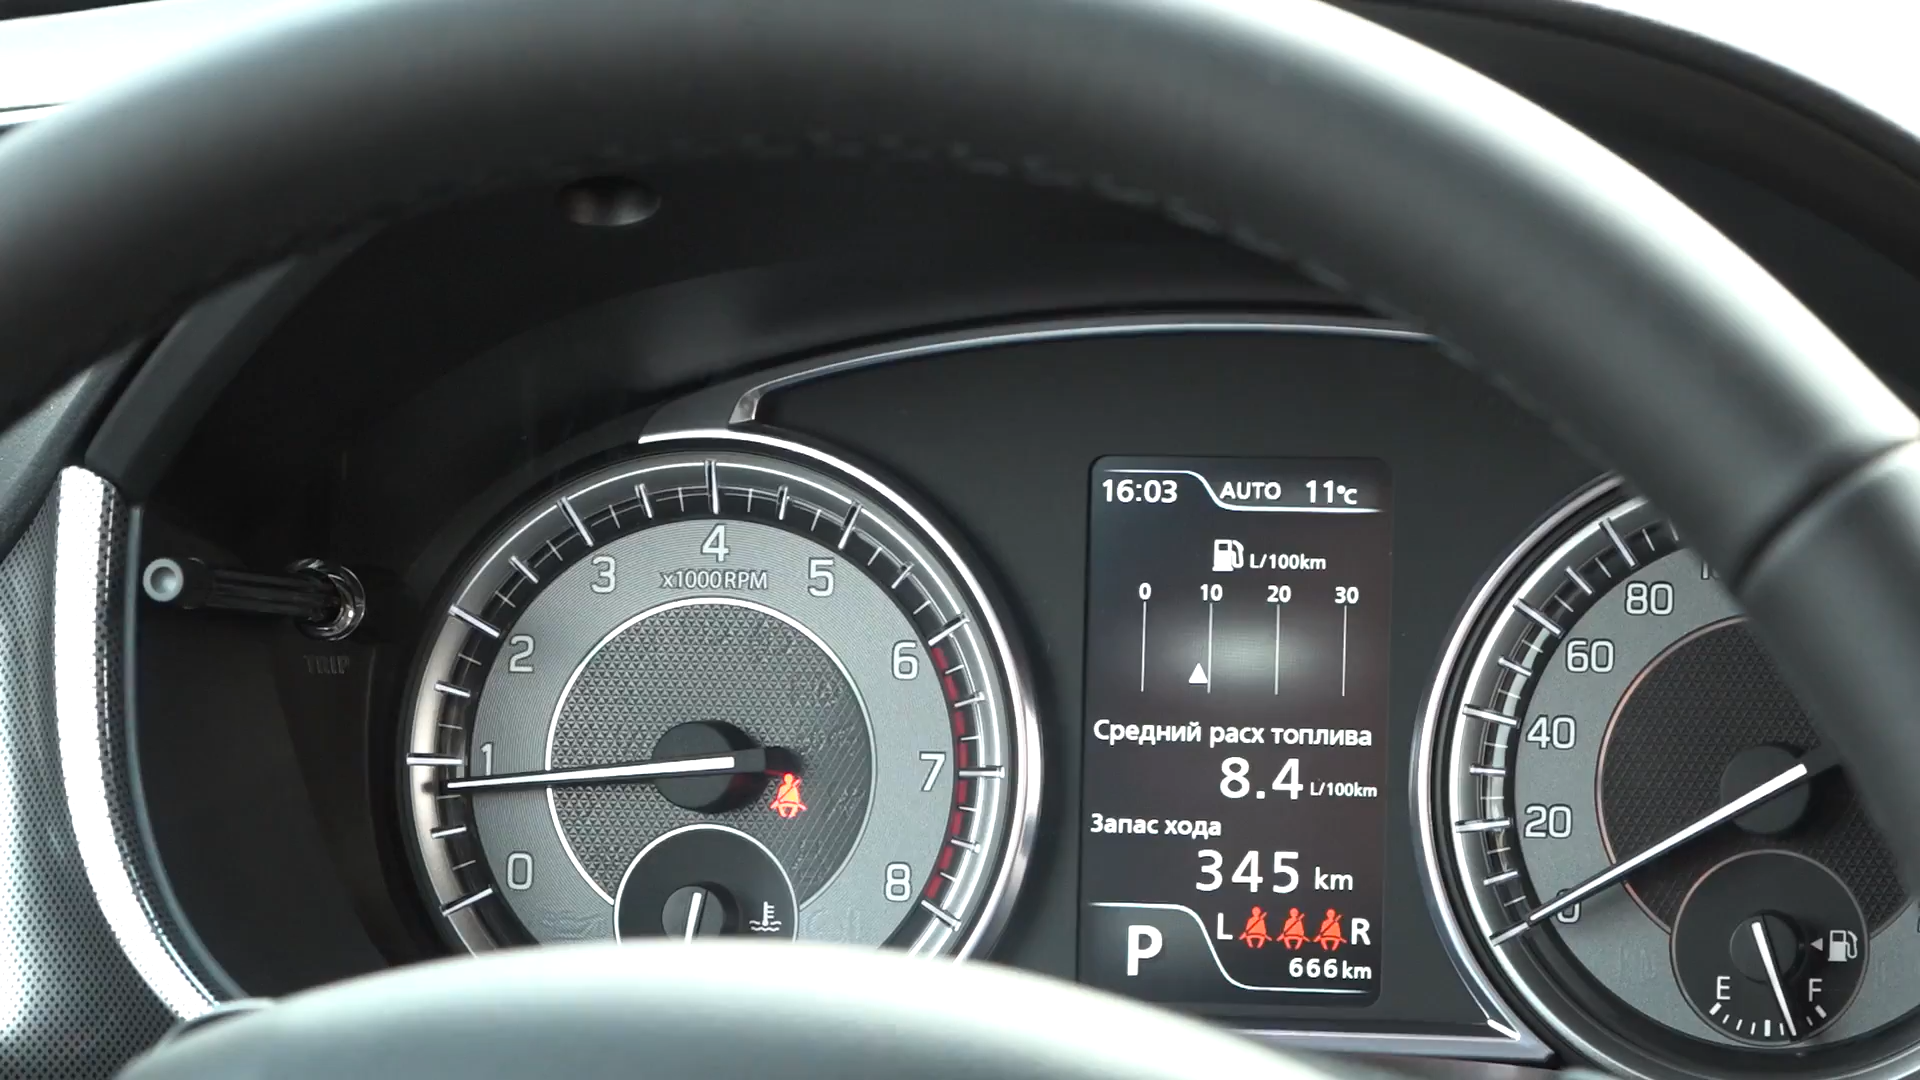 16:03 AUTO 11°C
L/100km
0 10 20 30
Средний расх топлива
8.4 L/100km
Запас хода
345 km
P
L R
666km
0
1
2
3
4
5
6
7
8
x1000RPM
TRIP
0
20
40
60
80
E F